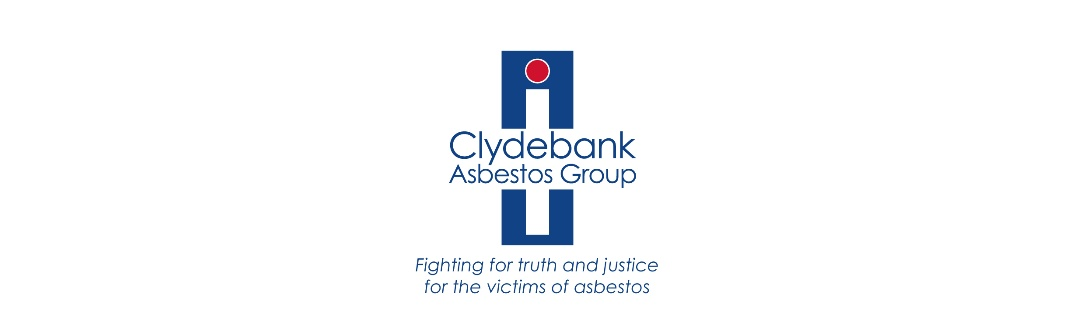 Clydebank
Asbestos Group
Fighting for truth and justice
for the victims of asbestos